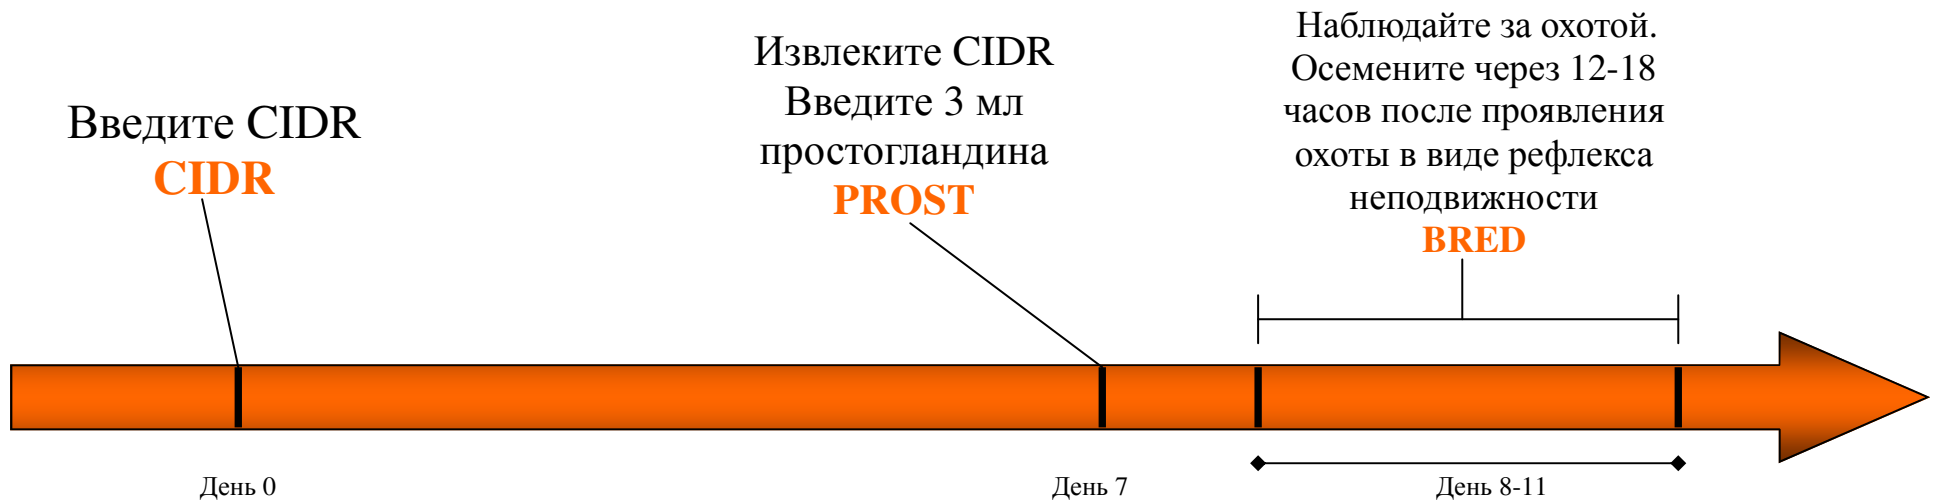 Введите CIDR
CIDR
Извлеките CIDR
Введите 3 мл
простогландина
PROST
Наблюдайте за охотой.
Осемените через 12-18
часов после проявления
охоты в виде рефлекса
неподвижности
BRED
День 0
День 7
День 8-11